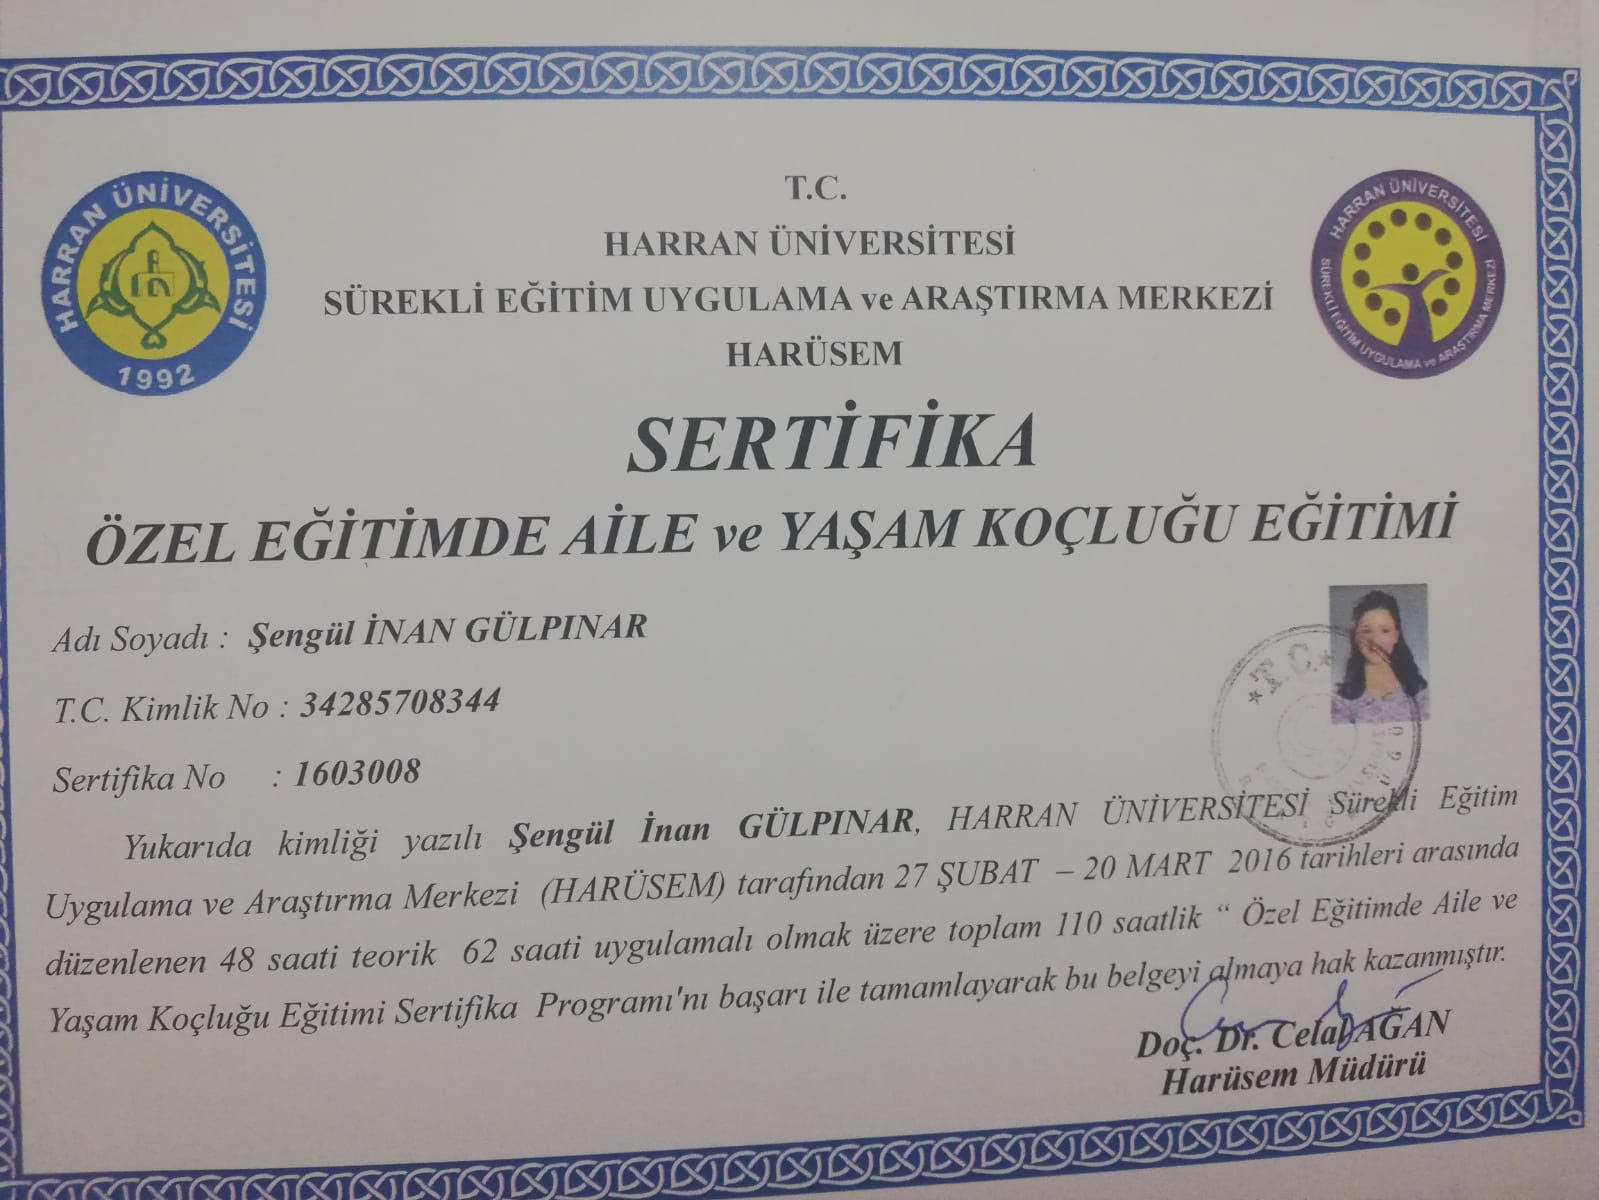 HARRAN ÜNİVERSİTESİ
1992
T.C.
HARRAN ÜNİVERSİTESİ
SÜREKLİ EĞİTİM UYGULAMA ve ARAŞTIRMA MERKEZİ
HARÜSEM
HARRAN ÜNİVERSİTESİ
SÜREKLİ EĞİTİM UYGULAMA ve ARAŞTIRMA MERKEZİ
SERTİFİKA
ÖZEL EĞİTİMDE AİLE ve YAŞAM KOÇLUĞU EĞİTİMİ
Adı Soyadı : Şengül İNAN GÜLPINAR
T.C. Kimlik No : 34285708344
Sertifika No : 1603008
T.C.
Yukarıda kimliği yazılı Şengül İnan GÜLPINAR, HARRAN ÜNİVERSİTESİ Sürekli Eğitim
Uygulama ve Araştırma Merkezi (HARÜSEM) tarafından 27 ŞUBAT – 20 MART 2016 tarihleri arasında
düzenlenen 48 saati teorik 62 saati uygulamalı olmak üzere toplam 110 saatlik “ Özel Eğitimde Aile ve
Yaşam Koçluğu Eğitimi Sertifika Programı'nı başarı ile tamamlayarak bu belgeyi almaya hak kazanmıştır.
Doç. Dr. Celal AĞAN
Harüsem Müdürü